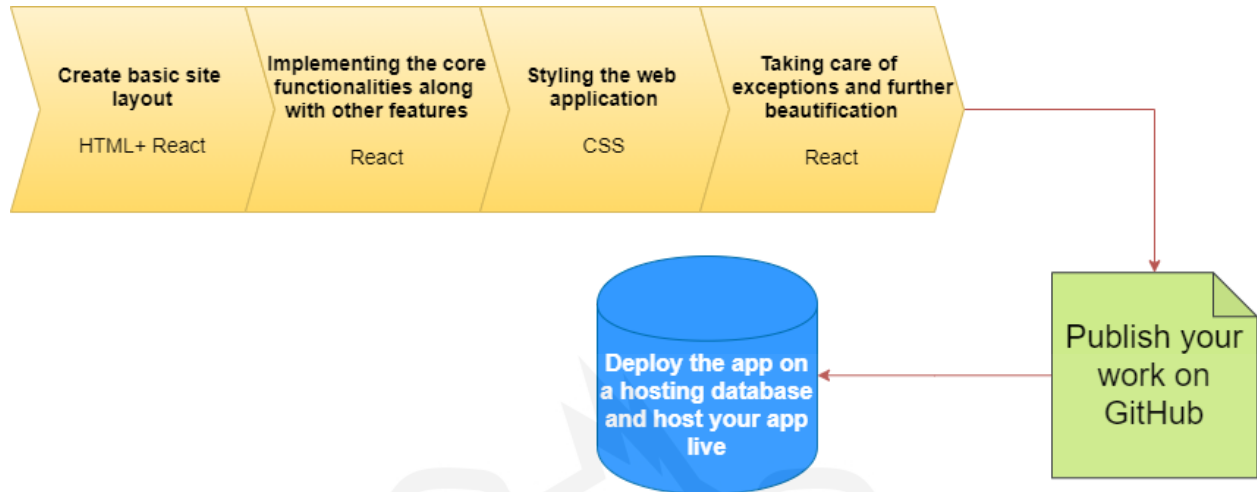 Create basic site
layout
HTML+ React
Implementing the core
functionalities along
with other features
React
Styling the web
application
CSS
Taking care of
exceptions and further
beautification
React
Publish your
work on
GitHub
Deploy the app on
a hosting database
and host your app
live